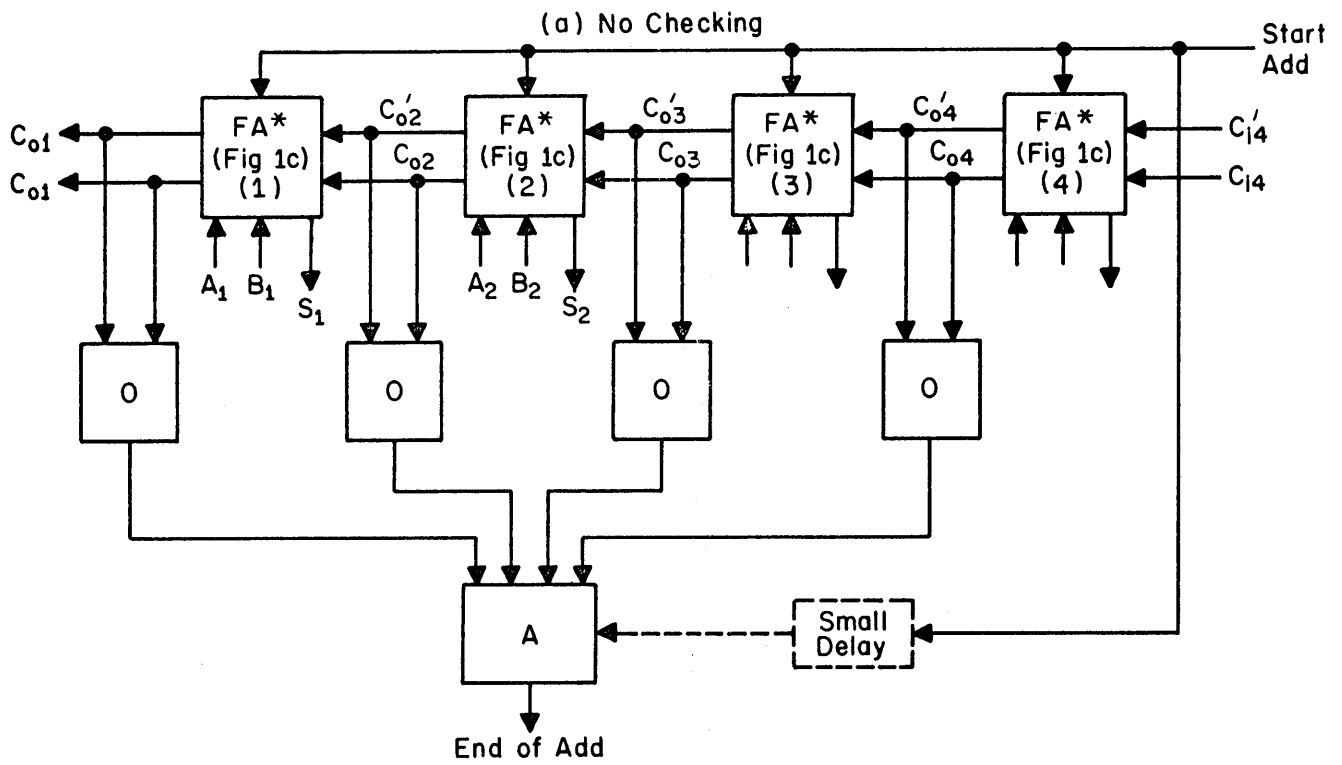 (a) No Checking
Start
Add
Co1
Co1
FA*
(Fig 1c)
(1)
C'o2
Co2
FA*
(Fig 1c)
(2)
C'o3
Co3
FA*
(Fig 1c)
(3)
C'o4
Co4
FA*
(Fig 1c)
(4)
C'i4
Ci4
A1
B1
S1
A2
B2
S2
O
O
O
O
A
Small
Delay
End of Add